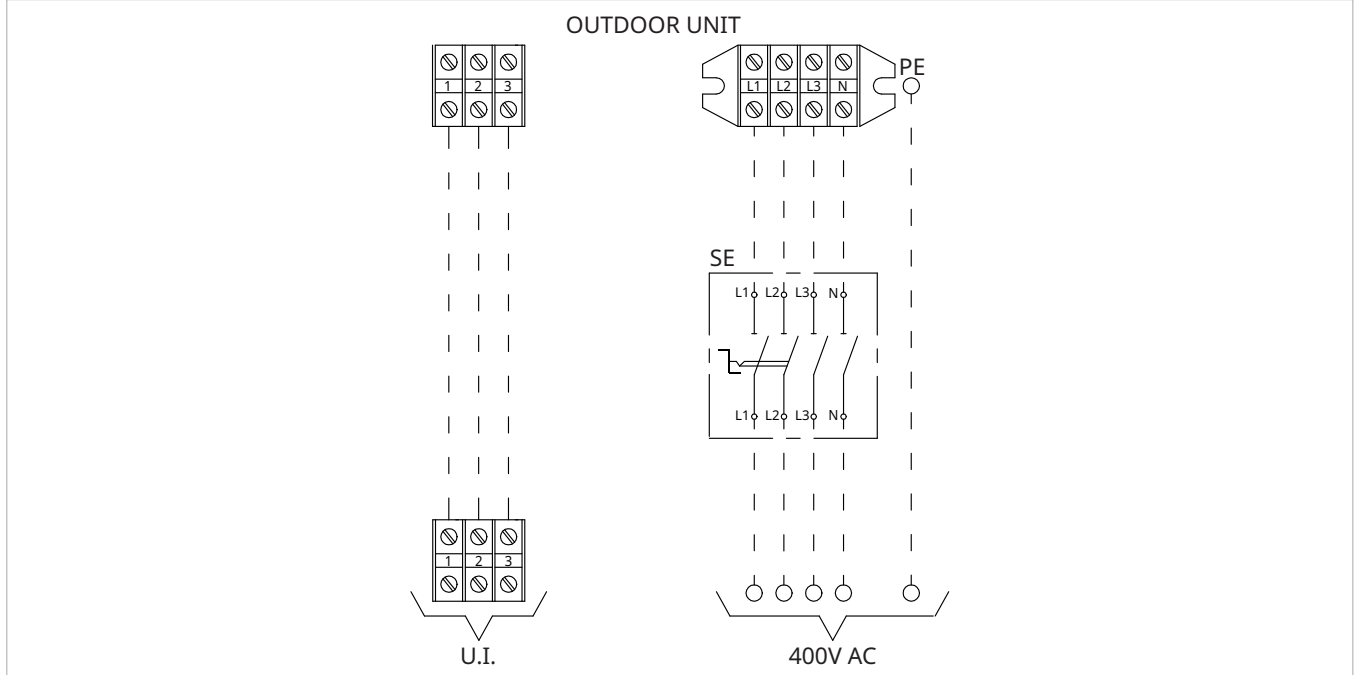 OUTDOOR UNIT
1 2 3
L1 L2 L3 N
PE
SE
L1 L2 L3 N
L1 L2 L3 N
1 2 3
U.I.
400V AC